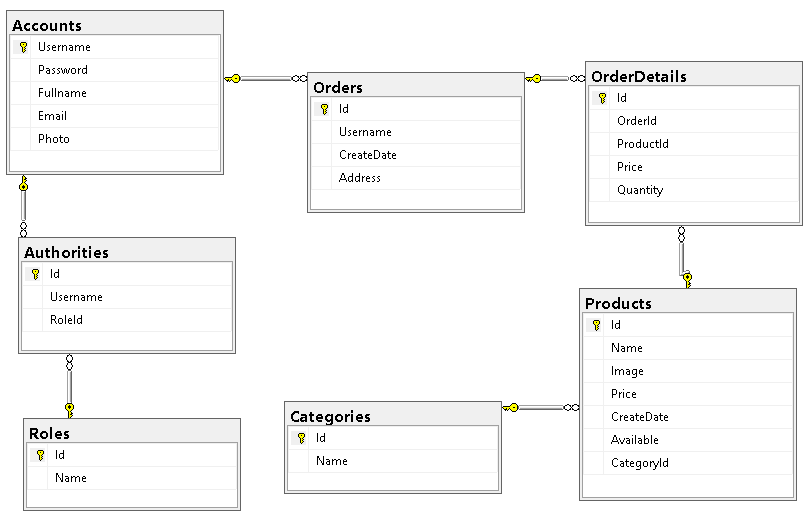 Accounts
Username
Password
Fullname
Email
Photo
Orders
Id
Username
CreateDate
Address
OrderDetails
Id
OrderId
ProductId
Price
Quantity
Authorities
Id
Username
RoleId
Roles
Id
Name
Categories
Id
Name
Products
Id
Name
Image
Price
CreateDate
Available
CategoryId